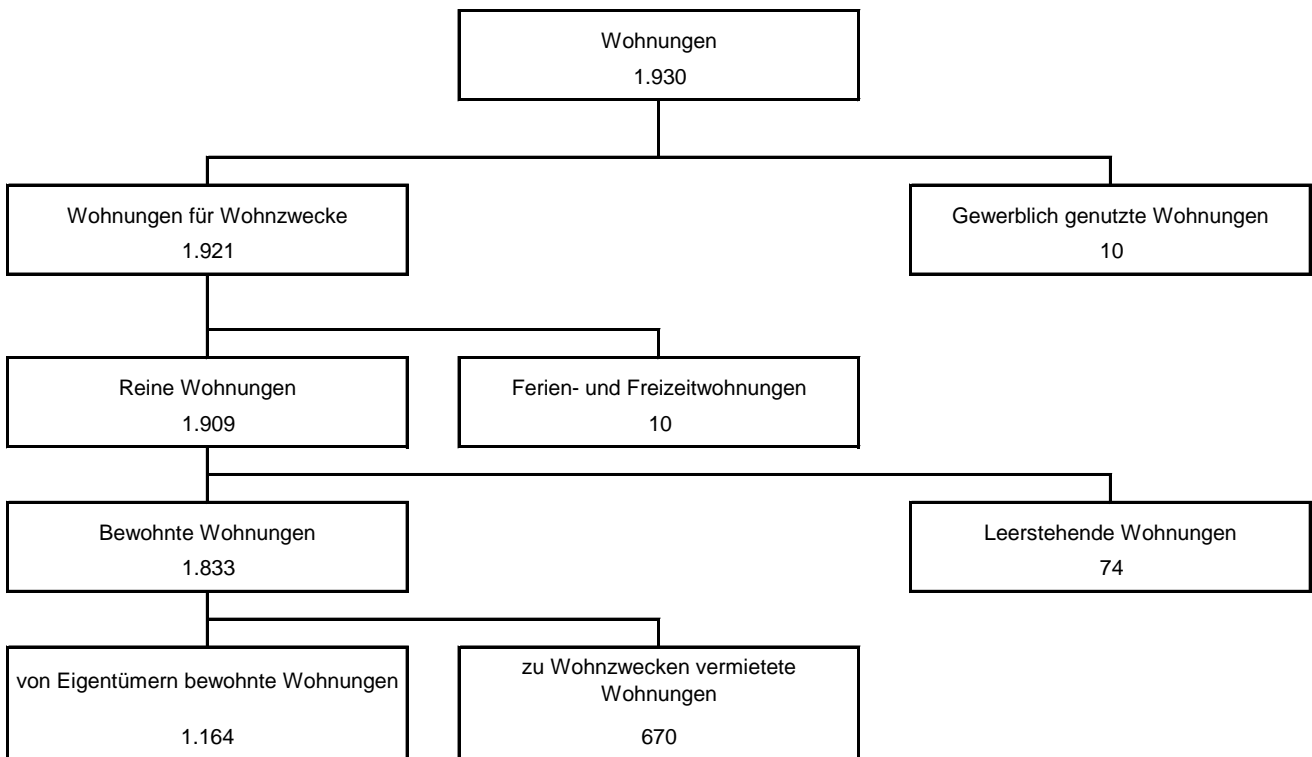 Wohnungen
1.930
Wohnungen für Wohnzwecke
1.921
Gewerblich genutzte Wohnungen
10
Reine Wohnungen
1.909
Ferien- und Freizeitwohnungen
10
Bewohnte Wohnungen
1.833
Leerstehende Wohnungen
74
von Eigentümern bewohnte Wohnungen
1.164
zu Wohnzwecken vermietete
Wohnungen
670